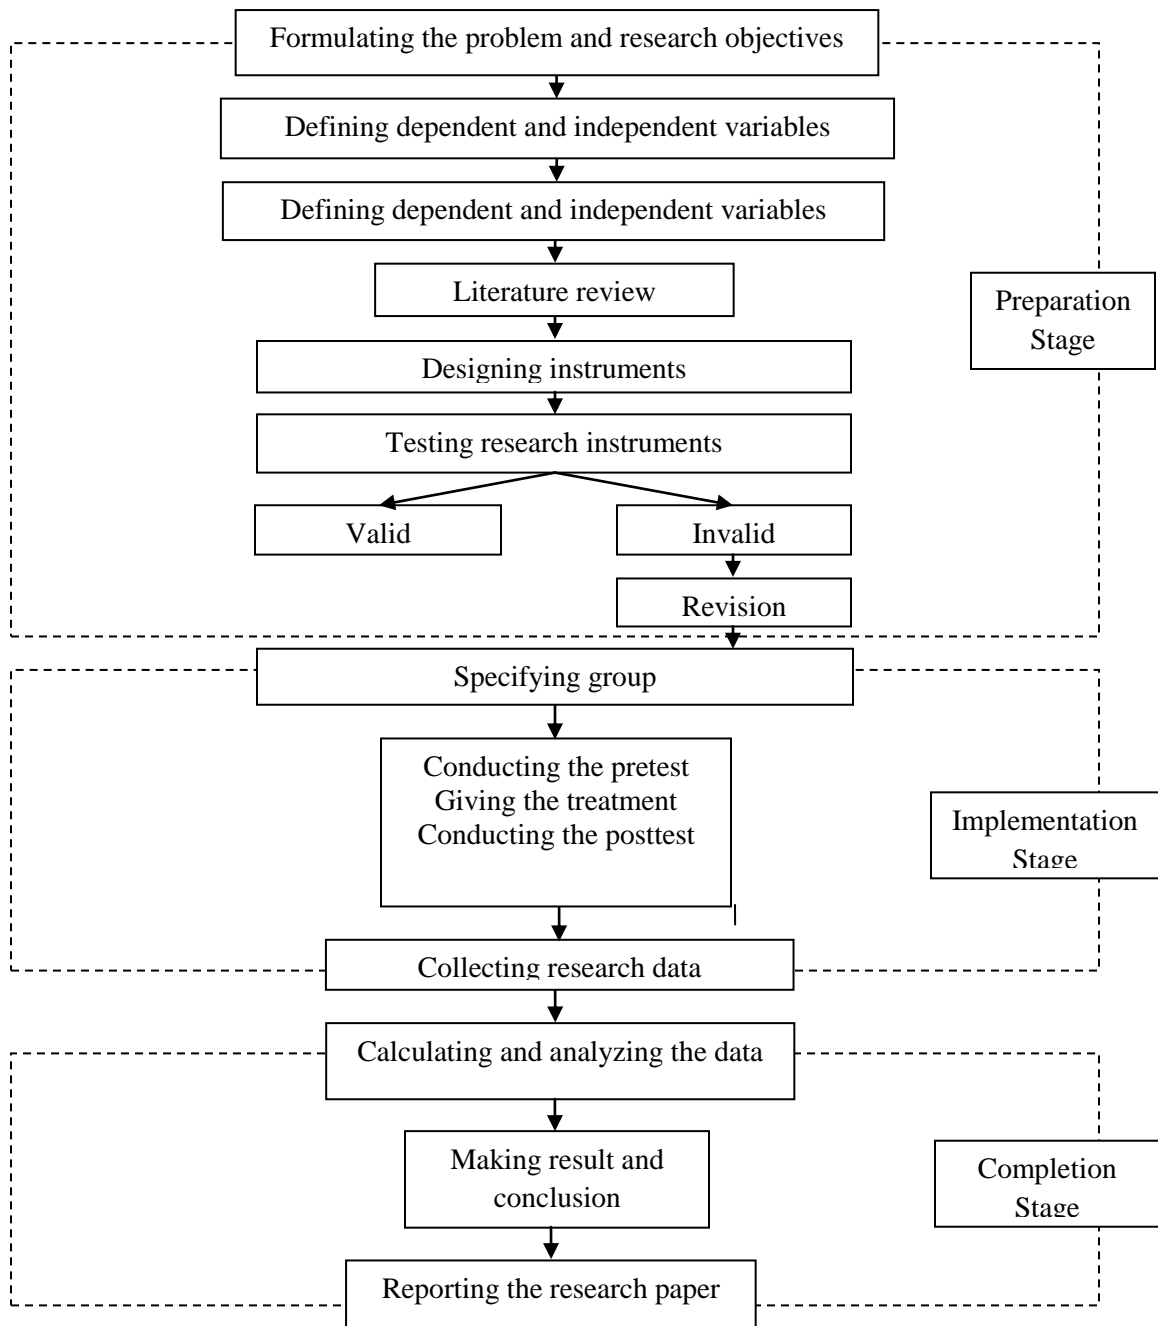 Formulating the problem and research objectives
Defining dependent and independent variables
Defining dependent and independent variables
Literature review
Preparation
Stage
Designing instruments
Testing research instruments
Valid
Invalid
Revision
Specifying group
Conducting the pretest
Giving the treatment
Conducting the posttest
Implementation
Stage
Collecting research data
Calculating and analyzing the data
Making result and
conclusion
Completion
Stage
Reporting the research paper